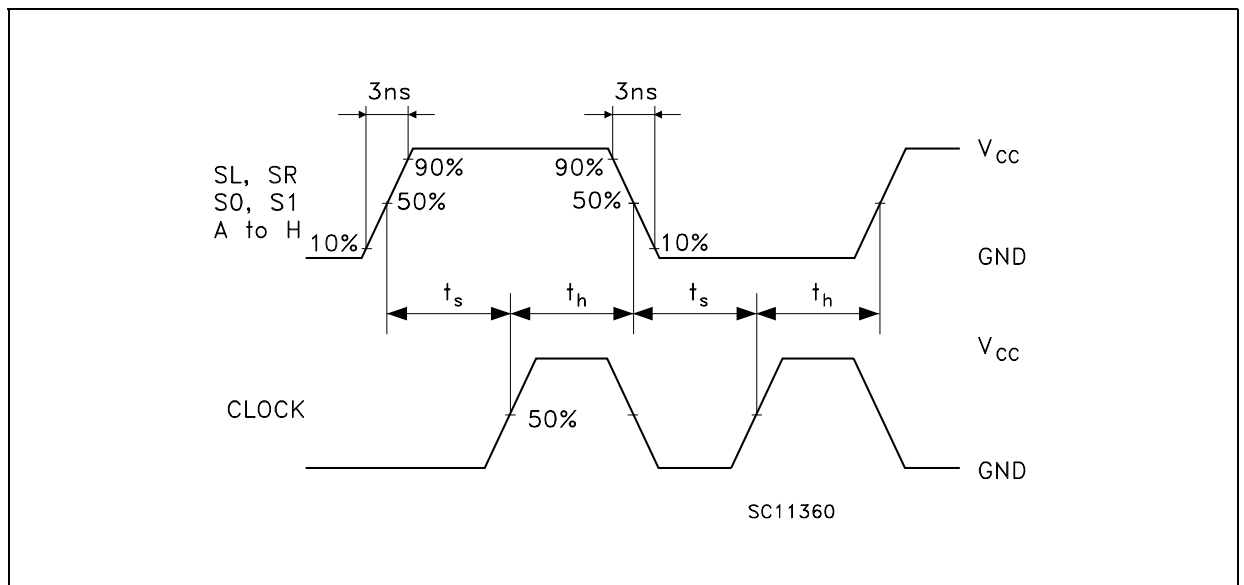 3ns 3ns
90% 90% V_CC
SL, SR
S0, S1 50% 50%
A to H 10% 10%
GND
t_s t_h t_s t_h
V_CC
CLOCK 50%
GND
SC11360